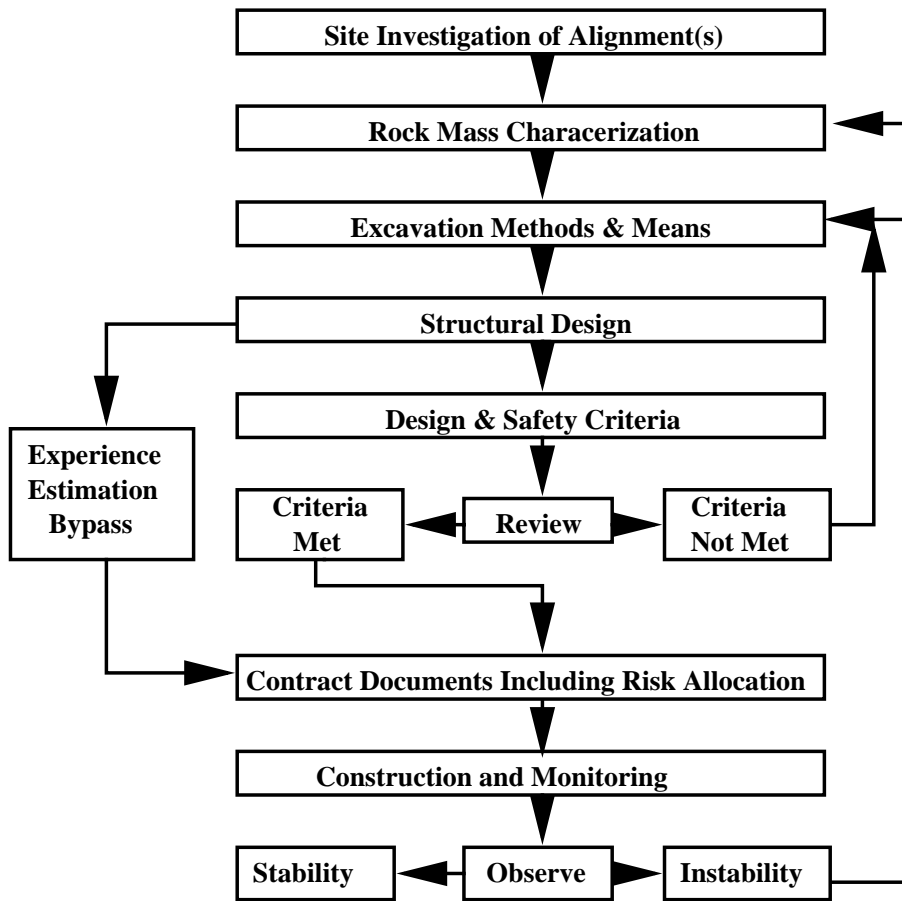 Site Investigation of Alignment(s)
Rock Mass Characerization
Excavation Methods & Means
Structural Design
Design & Safety Criteria
Experience
Estimation
Bypass
Criteria
Met
Review
Criteria
Not Met
Contract Documents Including Risk Allocation
Construction and Monitoring
Stability
Observe
Instability